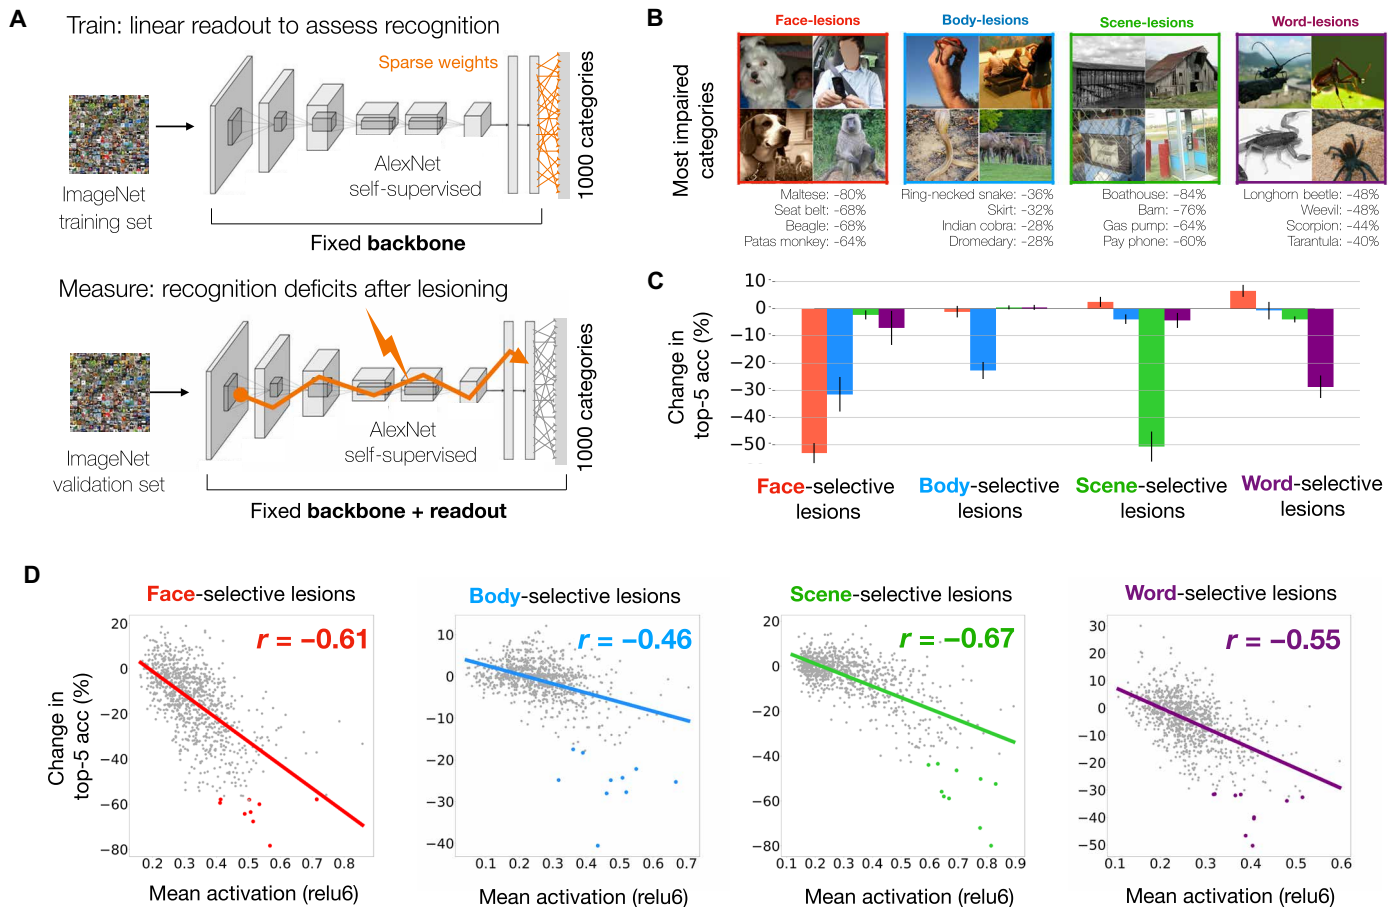 A
Train: linear readout to assess recognition
Sparse weights
AlexNet
self-supervised
1000 categories
ImageNet
training set
Fixed backbone
Measure: recognition deficits after lesioning
AlexNet
self-supervised
1000 categories
ImageNet
validation set
Fixed backbone + readout
B
Most impaired
categories
Face-lesions
Maltese: -80%
Seat belt: -68%
Beagle: -68%
Patas monkey: -64%
Body-lesions
Ring-necked snake: -36%
Skirt: -32%
Indian cobra: -28%
Dromedary: -28%
Scene-lesions
Boathouse: -84%
Barn: -76%
Gas pump: -64%
Pay phone: -60%
Word-lesions
Longhorn beetle: -48%
Weevil: -48%
Scorpion: -44%
Tarantula: -40%
C
Change in
top-5 acc (%)
10
0
−10
−20
−30
−40
−50
Face-selective
lesions
Body-selective
lesions
Scene-selective
lesions
Word-selective
lesions
D
Change in
top-5 acc (%)
Face-selective lesions
r = −0.61
20
0
−20
−40
−60
−80
0.2 0.3 0.4 0.5 0.6 0.7 0.8
Mean activation (relu6)
Body-selective lesions
r = −0.46
10
0
−10
−20
−30
−40
0.1 0.2 0.3 0.4 0.5 0.6 0.7
Mean activation (relu6)
Scene-selective lesions
r = −0.67
20
0
−20
−40
−60
−80
0.1 0.2 0.3 0.4 0.5 0.6 0.7 0.8 0.9
Mean activation (relu6)
Word-selective lesions
r = −0.55
30
20
10
0
−10
−20
−30
−40
−50
0.1 0.2 0.3 0.4 0.5 0.6
Mean activation (relu6)